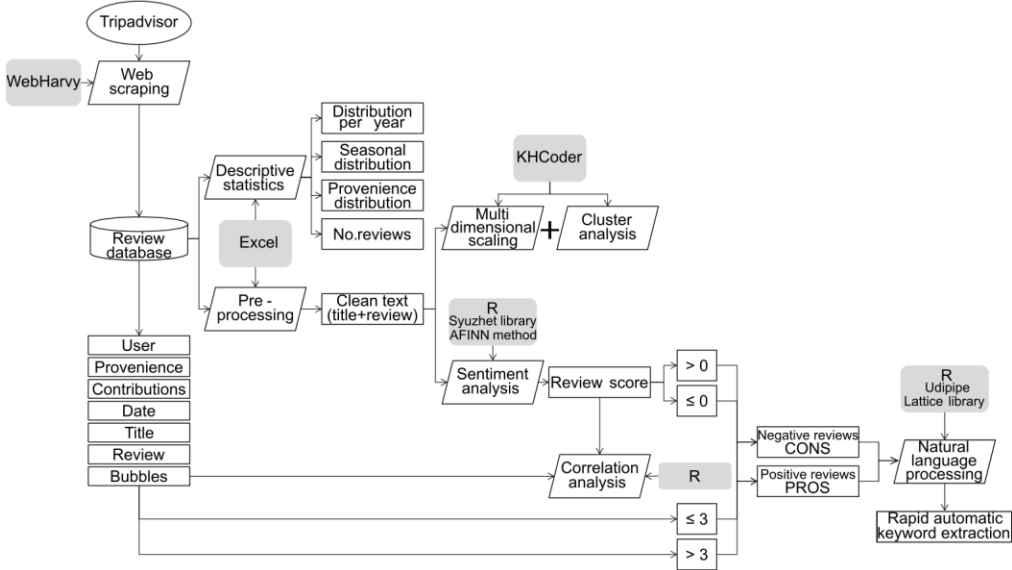 Tripadvisor
WebHarvy
Web
scraping
Distribution
per year
Seasonal
distribution
Descriptive
statistics
Provenience
distribution
No.reviews
KHCoder
Multi
dimensional
scaling
+
Cluster
analysis
Review
database
Excel
Pre -
processing
Clean text
(title+review)
R
Syuzhet library
AFINN method
User
Provenience
Contributions
Date
Title
Review
Bubbles
Sentiment
analysis
Review score
> 0
≤ 0
R
Udipipe
Lattice library
Negative reviews
CONS
Positive reviews
PROS
Natural
language
processing
Correlation
analysis
R
≤ 3
> 3
Rapid automatic
keyword extraction